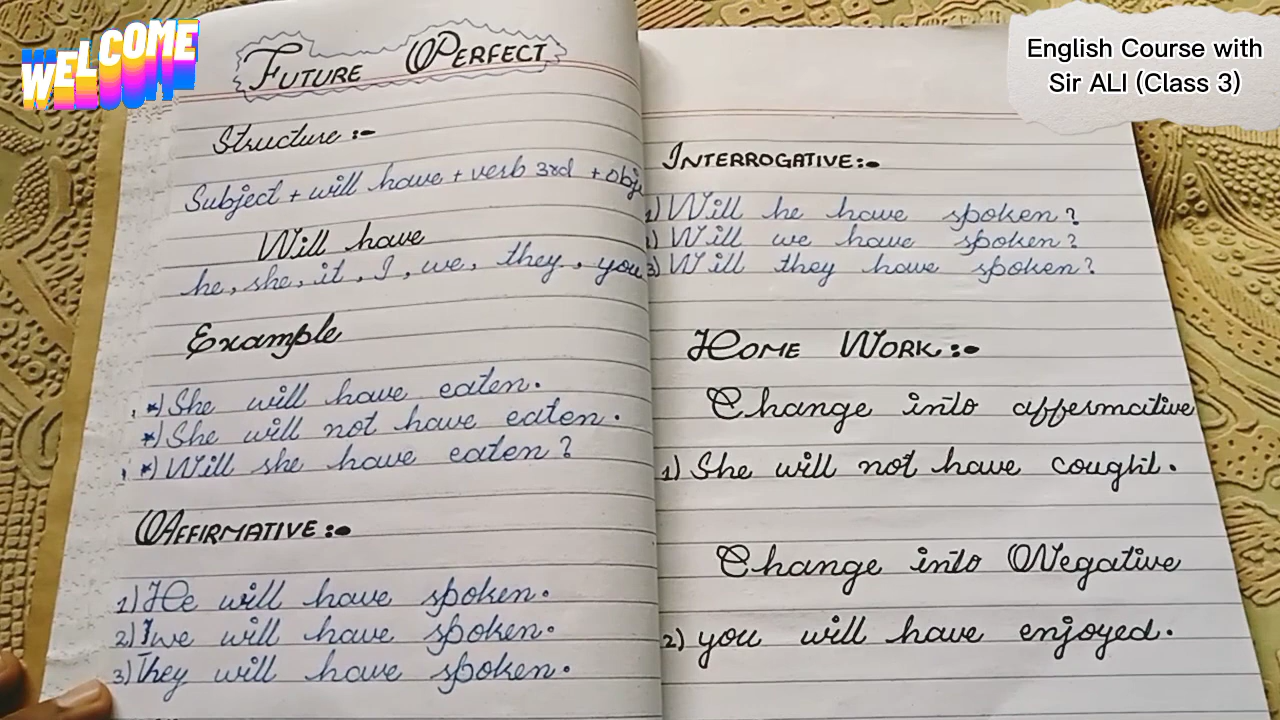 WELCOME
English Course with
Sir ALI (Class 3)
FUTURE PERFECT
Structure :-
Subject + will have + verb 3rd + obje
Will have
he, she, it, I, we, they, you
Example
*) She will have eaten.
*) She will not have eaten.
*) Will she have eaten?
AFFIRMATIVE :-
1) He will have spoken.
2) we will have spoken.
3) They will have spoken.
INTERROGATIVE :-
1) Will he have spoken?
2) Will we have spoken?
3) Will they have spoken?
HOME WORK :-
Change into affermative
1) She will not have cought.
Change into Negative
2) you will have enjoyed.